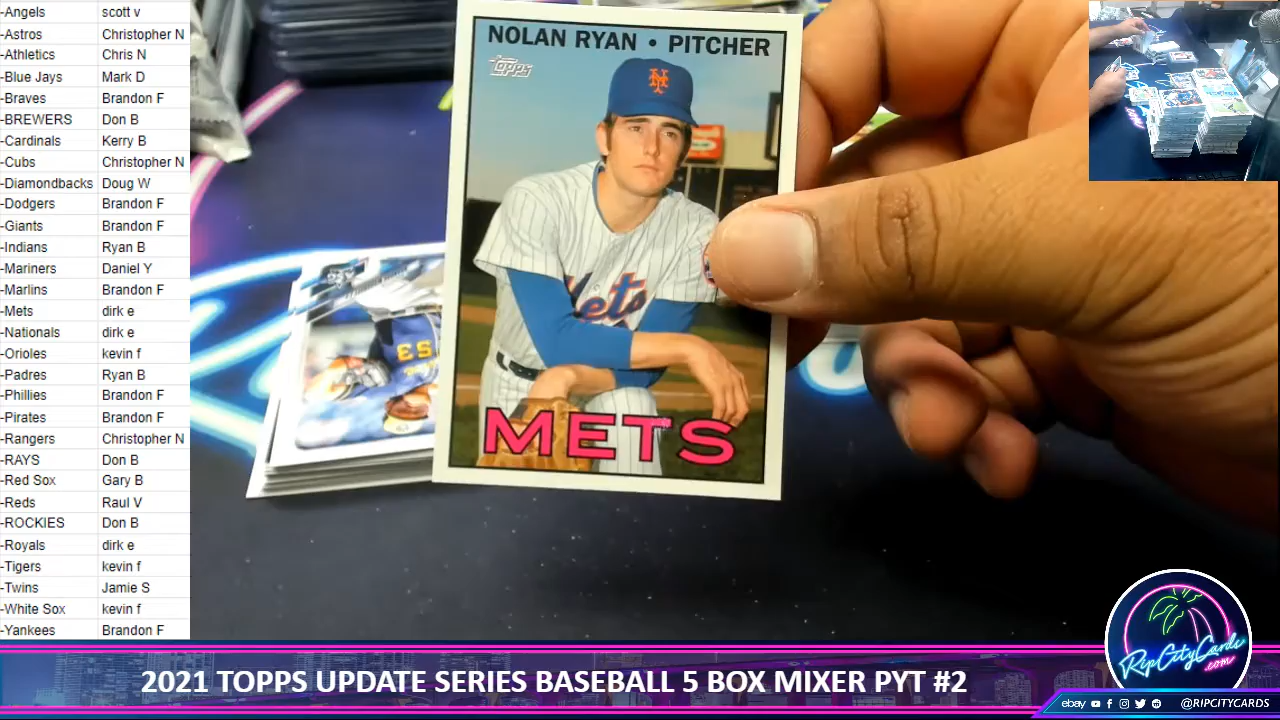 -Angels scott v
-Astros Christopher N
-Athletics Chris N
-Blue Jays Mark D
-Braves Brandon F
-BREWERS Don B
-Cardinals Kerry B
-Cubs Christopher N
-Diamondbacks Doug W
-Dodgers Brandon F
-Giants Brandon F
-Indians Ryan B
-Mariners Daniel Y
-Marlins Brandon F
-Mets dirk e
-Nationals dirk e
-Orioles kevin f
-Padres Ryan B
-Phillies Brandon F
-Pirates Brandon F
-Rangers Christopher N
-RAYS Don B
-Red Sox Gary B
-Reds Raul V
-ROCKIES Don B
-Royals dirk e
-Tigers kevin f
-Twins Jamie S
-White Sox kevin f
-Yankees Brandon F
NOLAN RYAN • PITCHER
Topps
NY
Mets
METS
ES
RipCityCards
.com
2021 TOPPS UPDATE SERIES BASEBALL 5 BOX MIXER PYT #2
ebay @RIPCITYCARDS